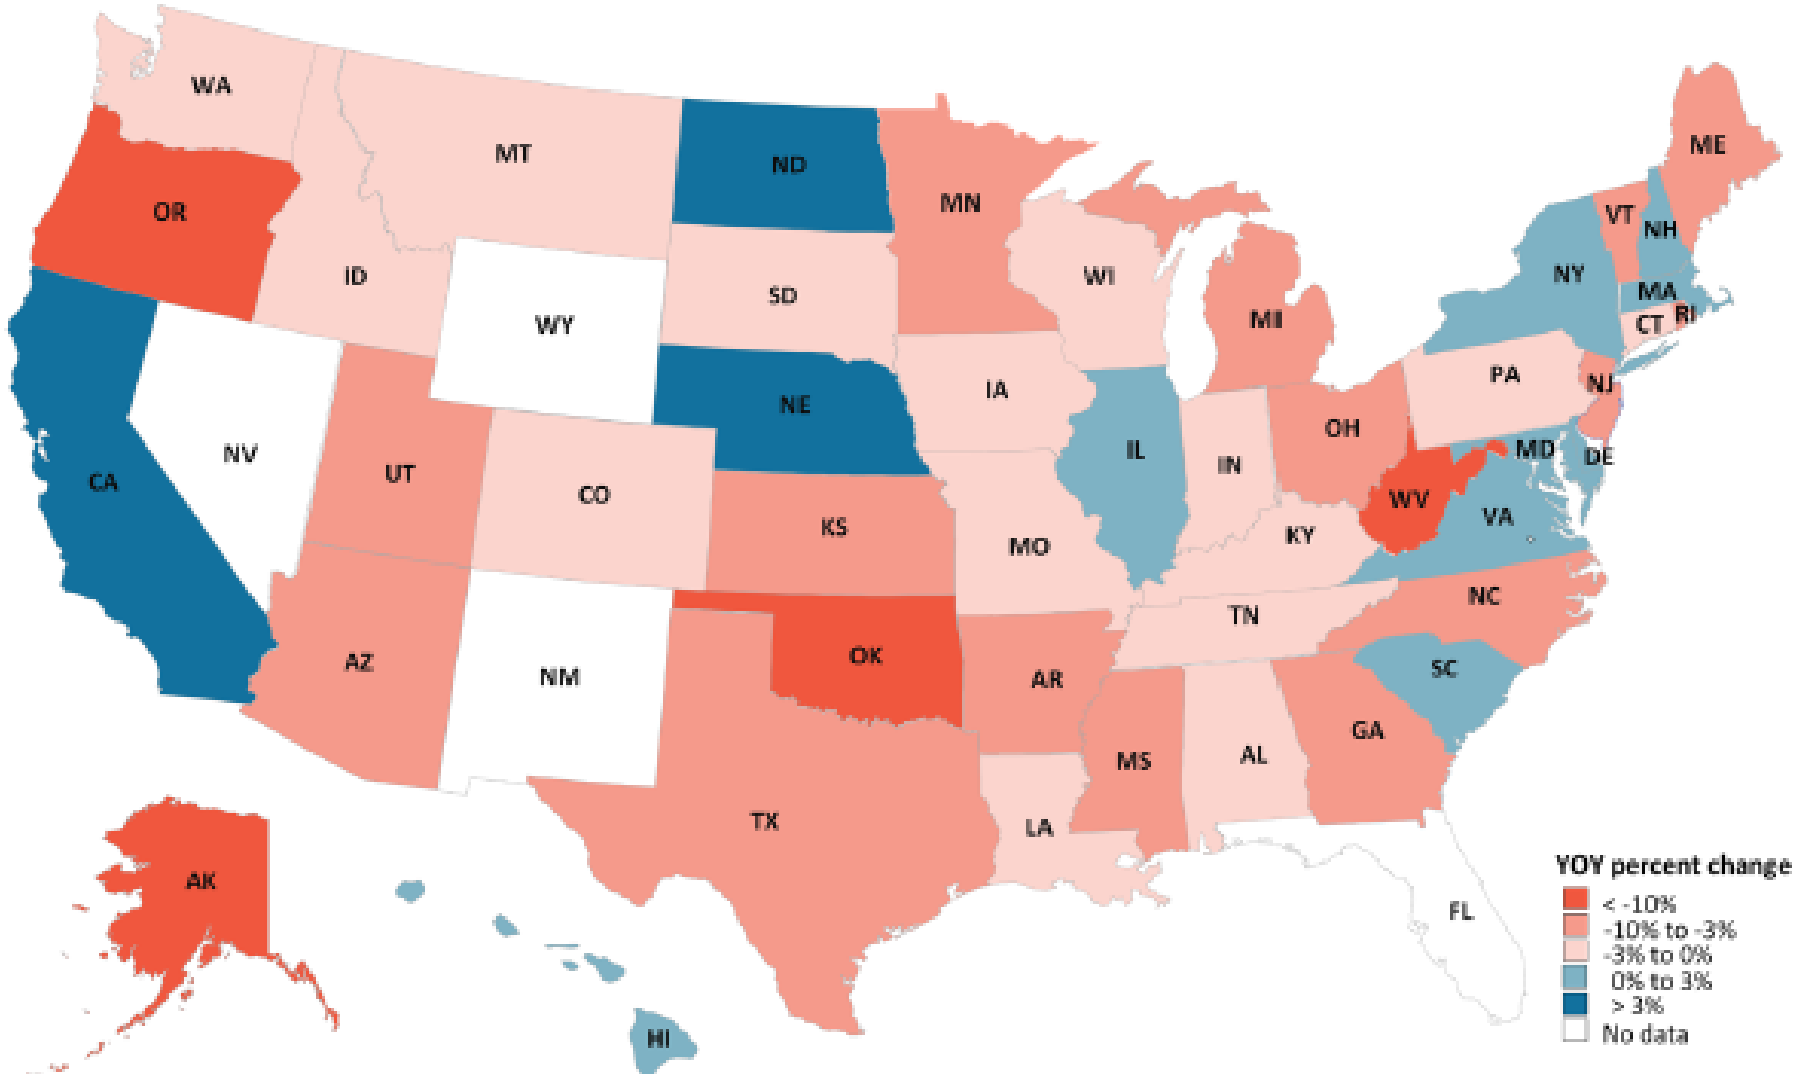 WA
MT
ND
MN
ME
OR
VT
NH
ID
SD
WI
NY
MA
WY
MI
CT RI
IA
PA
NE
NJ
OH
NV
IL
IN
MD
DE
CA
UT
CO
WV
KS
VA
MO
KY
NC
TN
AZ
OK
SC
NM
AR
GA
MS
AL
TX
LA
AK
FL
HI
YOY percent change
< -10%
-10% to -3%
-3% to 0%
0% to 3%
> 3%
No data